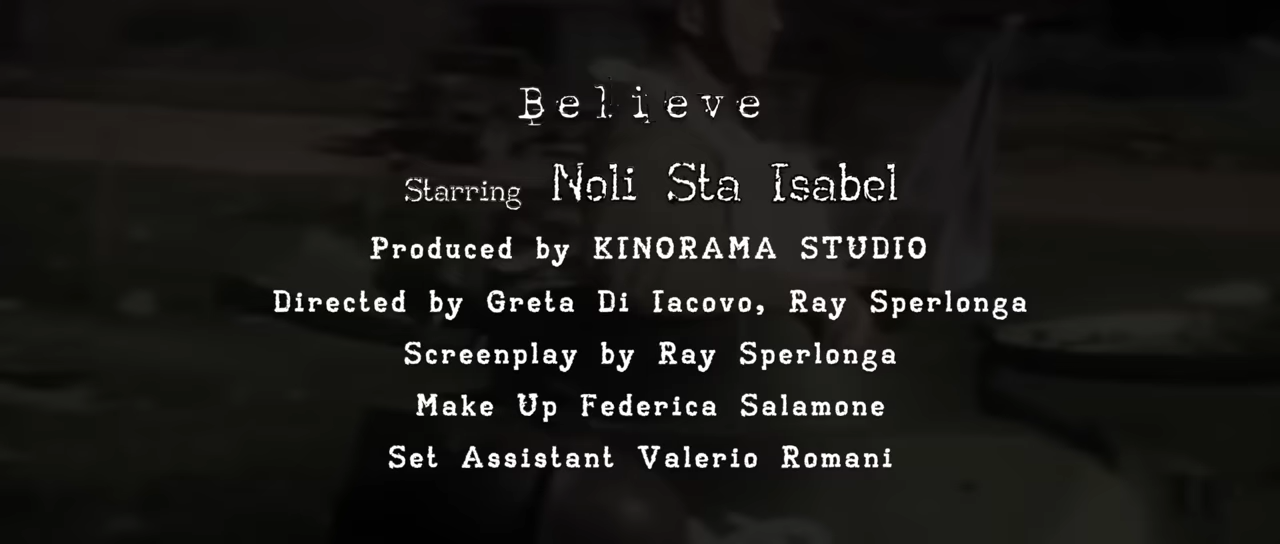 Believe
Starring Noli Sta Isabel
Produced by KINORAMA STUDIO
Directed by Greta Di Iacovo, Ray Sperlonga
Screenplay by Ray Sperlonga
Make Up Federica Salamone
Set Assistant Valerio Romani